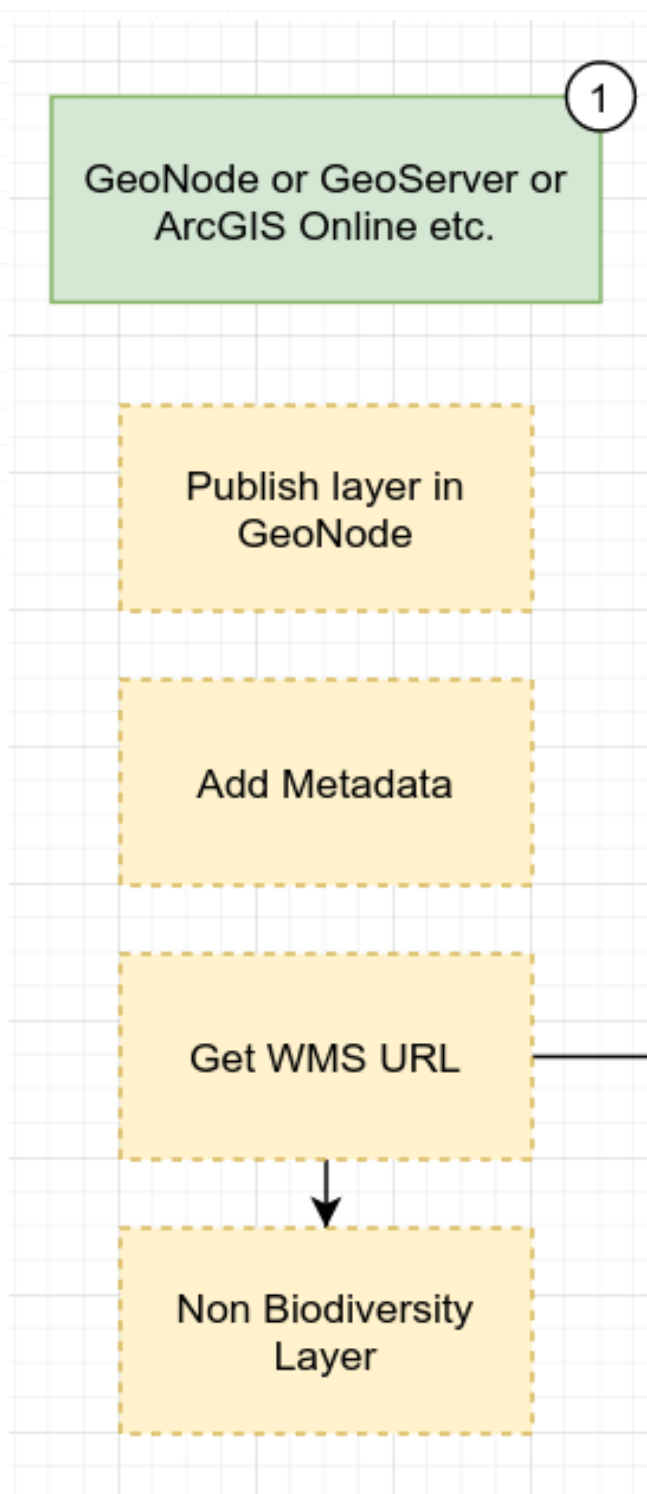 1
GeoNode or GeoServer or
ArcGIS Online etc.
Publish layer in
GeoNode
Add Metadata
Get WMS URL
Non Biodiversity
Layer